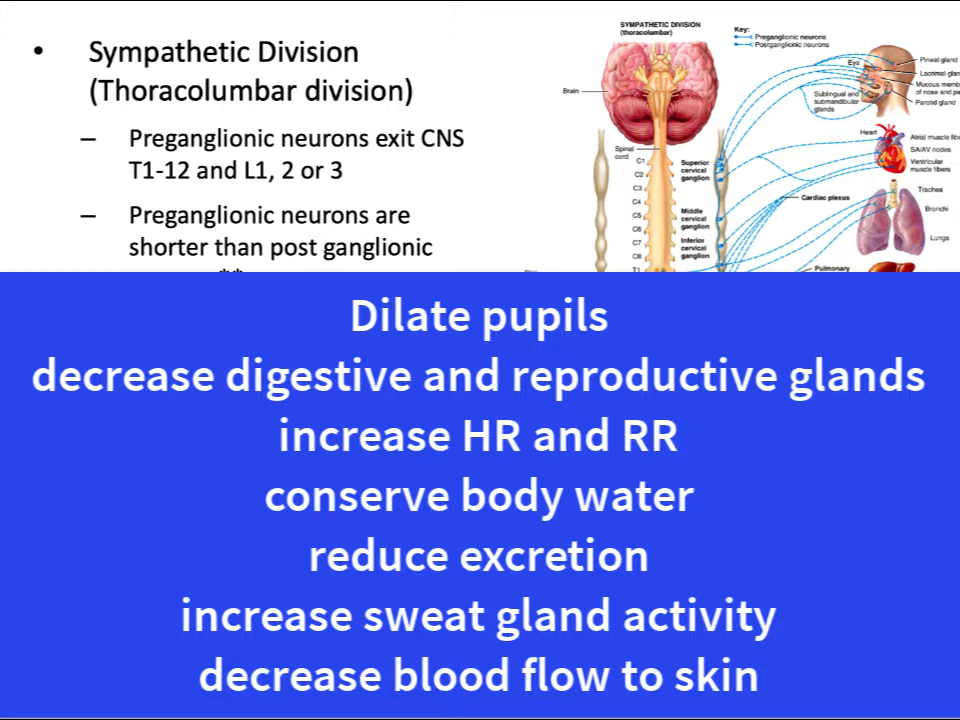 • Sympathetic Division
(Thoracolumbar division)
– Preganglionic neurons exit CNS
T1-12 and L1, 2 or 3
– Preganglionic neurons are
shorter than post ganglionic
SYMPATHETIC DIVISION
(thoracolumbar)
Key:
Preganglionic neurons
Postganglionic neurons
Brain
Spinal
cord
C1
C2
C3
C4
C5
C6
C7
C8
T1
Superior
cervical
ganglion
Middle
cervical
ganglion
Inferior
cervical
ganglion
Eye
Pineal gland
Lacrimal glan
Mucous memb
of nose and pa
Parotid gland
Sublingual and
submandibular
glands
Heart
Atrial muscle fib
SA/AV nodes
Ventricular
muscle fibers
Cardiac plexus
Trachea
Bronchi
Lungs
Pulmonary
Dilate pupils
decrease digestive and reproductive glands
increase HR and RR
conserve body water
reduce excretion
increase sweat gland activity
decrease blood flow to skin